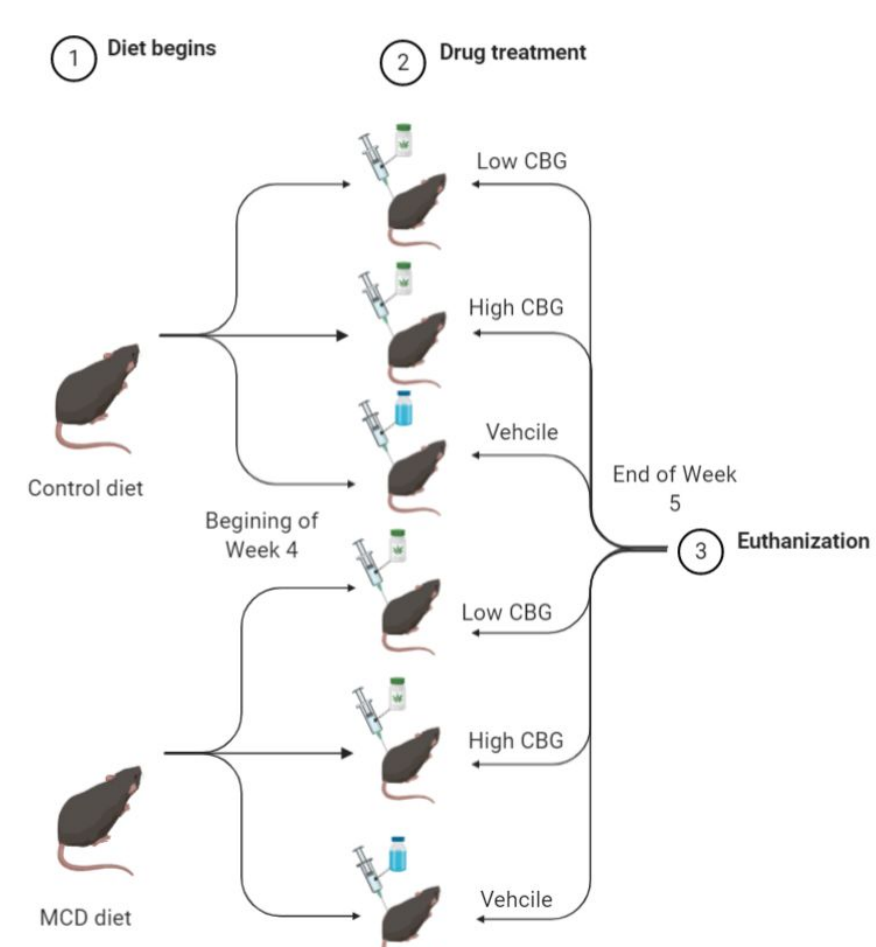 1
Diet begins
2
Drug treatment
Low CBG
High CBG
Vehcile
End of Week
5
Control diet
Begining of
Week 4
3
Euthanization
Low CBG
High CBG
Vehcile
MCD diet